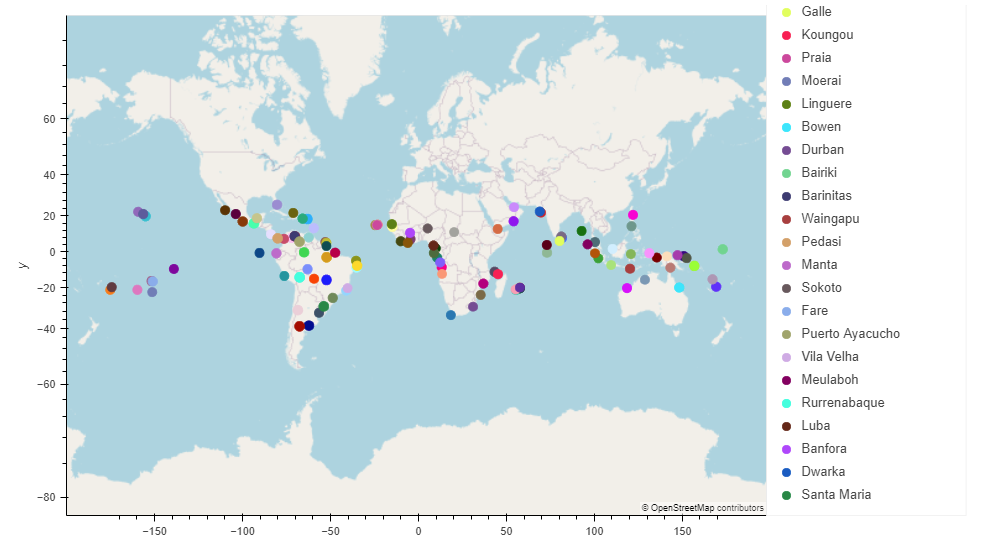 Galle
Koungou
Praia
Moerai
Linguere
Bowen
Durban
Bairiki
Barinitas
Waingapu
Pedasi
Manta
Sokoto
Fare
Puerto Ayacucho
Vila Velha
Meulaboh
Rurrenabaque
Luba
Banfora
Dwarka
Santa Maria
60
40
20
0
−20
−40
−60
−80
y
© OpenStreetMap contributors
−150 −100 −50 0 50 100 150